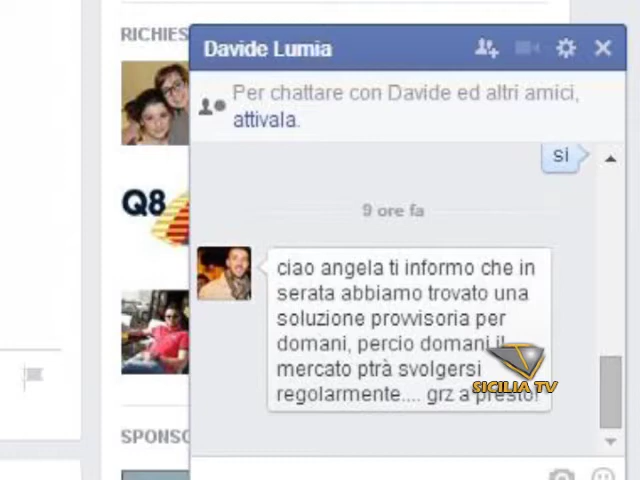 RICHIES
Davide Lumia
Per chattare con Davide ed altri amici,
attivala.
si
9 ore fa
Q8
ciao angela ti informo che in
serata abbiamo trovato una
soluzione provvisoria per
domani, percio domani il
mercato ptrà svolgersi
regolarmente.... grz a presto!
SICILIA TV
SPONSO